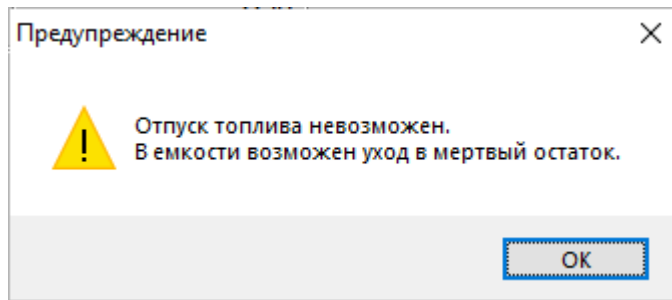 Предупреждение
Отпуск топлива невозможен.
В емкости возможен уход в мертвый остаток.
OK